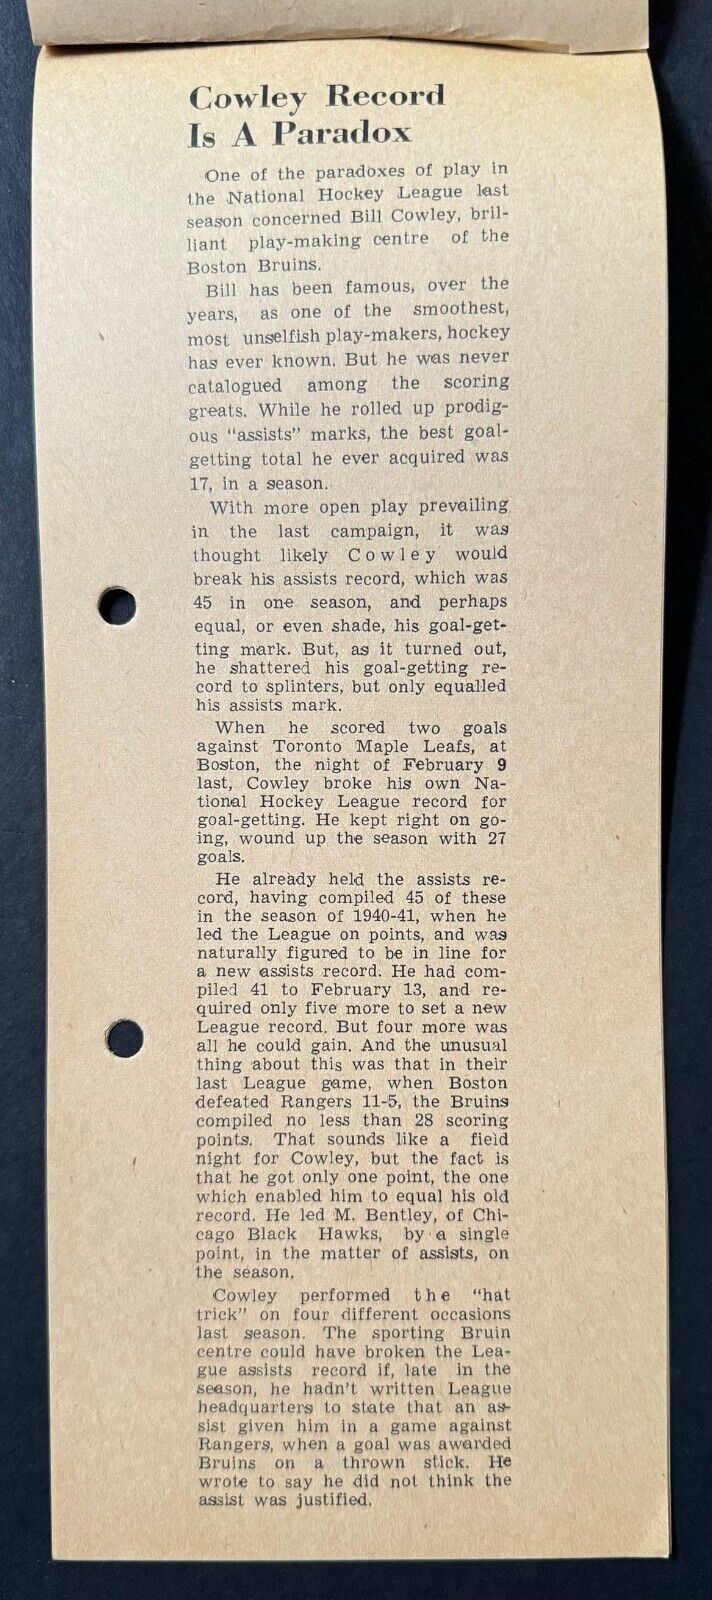 Cowley Record
Is A Paradox
One of the paradoxes of play in
the National Hockey League last
season concerned Bill Cowley, bril-
liant play-making centre of the
Boston Bruins.
Bill has been famous, over the
years, as one of the smoothest,
most unselfish play-makers, hockey
has ever known. But he was never
catalogued among the scoring
greats. While he rolled up prodig-
ous "assists" marks, the best goal-
getting total he ever acquired was
17, in a season.
With more open play prevailing
in the last campaign, it was
thought likely Cowley would
break his assists record, which was
45 in one season, and perhaps
equal, or even shade, his goal-get-
ting mark. But, as it turned out,
he shattered his goal-getting re-
cord to splinters, but only equalled
his assists mark.
When he scored two goals
against Toronto Maple Leafs, at
Boston, the night of February 9
last, Cowley broke his own Na-
tional Hockey League record for
goal-getting. He kept right on go-
ing, wound up the season with 27
goals.
He already held the assists re-
cord, having compiled 45 of these
in the season of 1940-41, when he
led the League on points, and was
naturally figured to be in line for
a new assists record. He had com-
piled 41 to February 13, and re-
quired only five more to set a new
League record. But four more was
all he could gain. And the unusual
thing about this was that in their
last League game, when Boston
defeated Rangers 11-5, the Bruins
compiled no less than 28 scoring
points. That sounds like a field
night for Cowley, but the fact is
that he got only one point, the one
which enabled him to equal his old
record. He led M. Bentley, of Chi-
cago Black Hawks, by a single
point, in the matter of assists, on
the season.
Cowley performed the "hat
trick" on four different occasions
last season. The sporting Bruin
centre could have broken the Lea-
gue assists record if, late in the
season, he hadn't written League
headquarters to state that an as-
sist given him in a game against
Rangers, when a goal was awarded
Bruins on a thrown stick. He
wrote to say he did not think the
assist was justified.